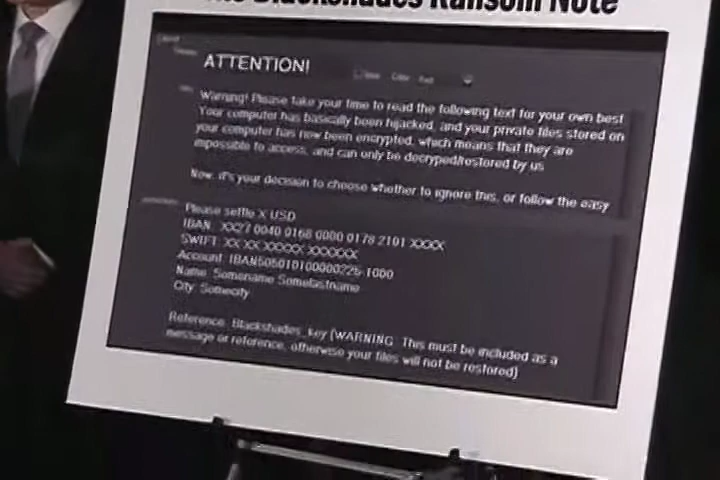 The Blackshades Ransom Note
ATTENTION!
Warning! Please take your time to read the following text for your own best
Your computer has basically been hijacked, and your private files stored on
your computer has now been encrypted, which means that they are
impossible to access, and can only be decryped/restored by us
Now, it's your decision to choose whether to ignore this, or follow the easy
Please settle X USD
IBAN: XX27 0040 0168 0000 0178 2101 XXXX
SWIFT: XX XX XXXXX XXXXXX
Account: IBAN505010100000225-1000
Name: Somename Somelastname
City: Somecity
Reference: Blackshades_key (WARNING: This must be included as a
message or reference, otherwise your files will not be restored)